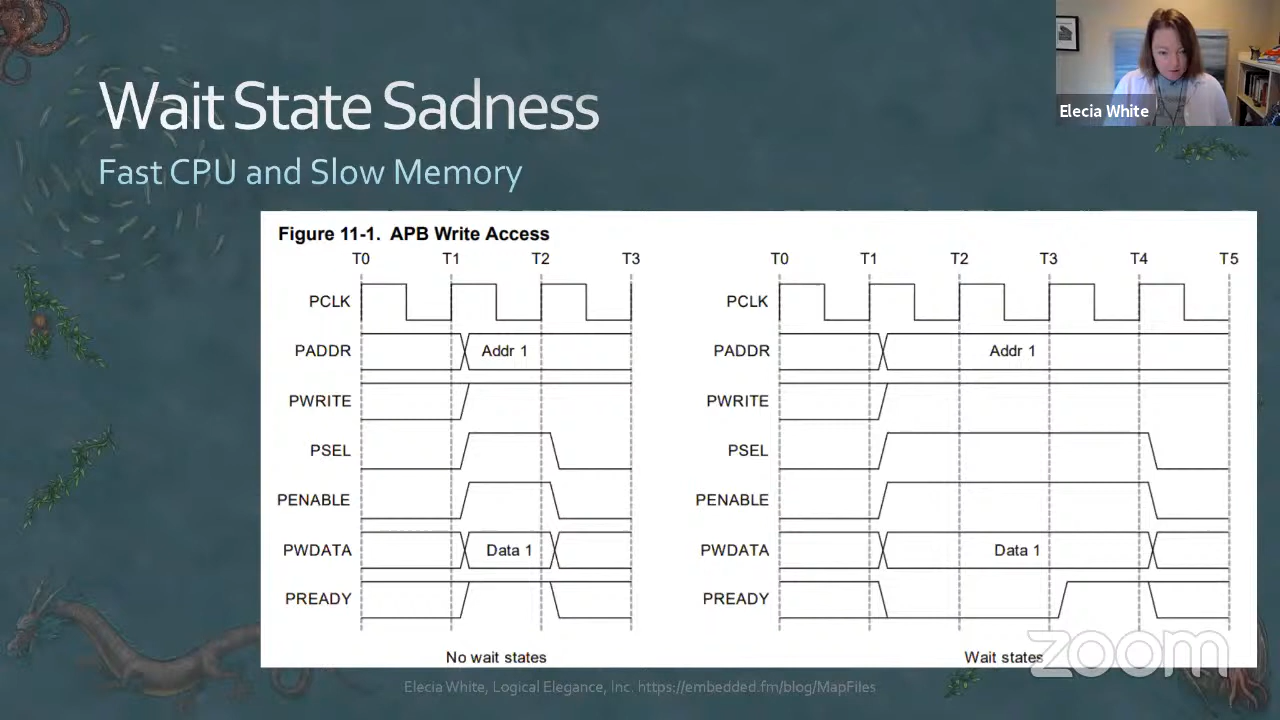 Wait State Sadness
Fast CPU and Slow Memory
Elecia White
Figure 11-1. APB Write Access
T0 T1 T2 T3
PCLK
PADDR Addr 1
PWRITE
PSEL
PENABLE
PWDATA Data 1
PREADY
No wait states
T0 T1 T2 T3 T4 T5
PCLK
PADDR Addr 1
PWRITE
PSEL
PENABLE
PWDATA Data 1
PREADY
Wait states
zoom
Elecia White, Logical Elegance, Inc. https://embedded.fm/blog/MapFiles